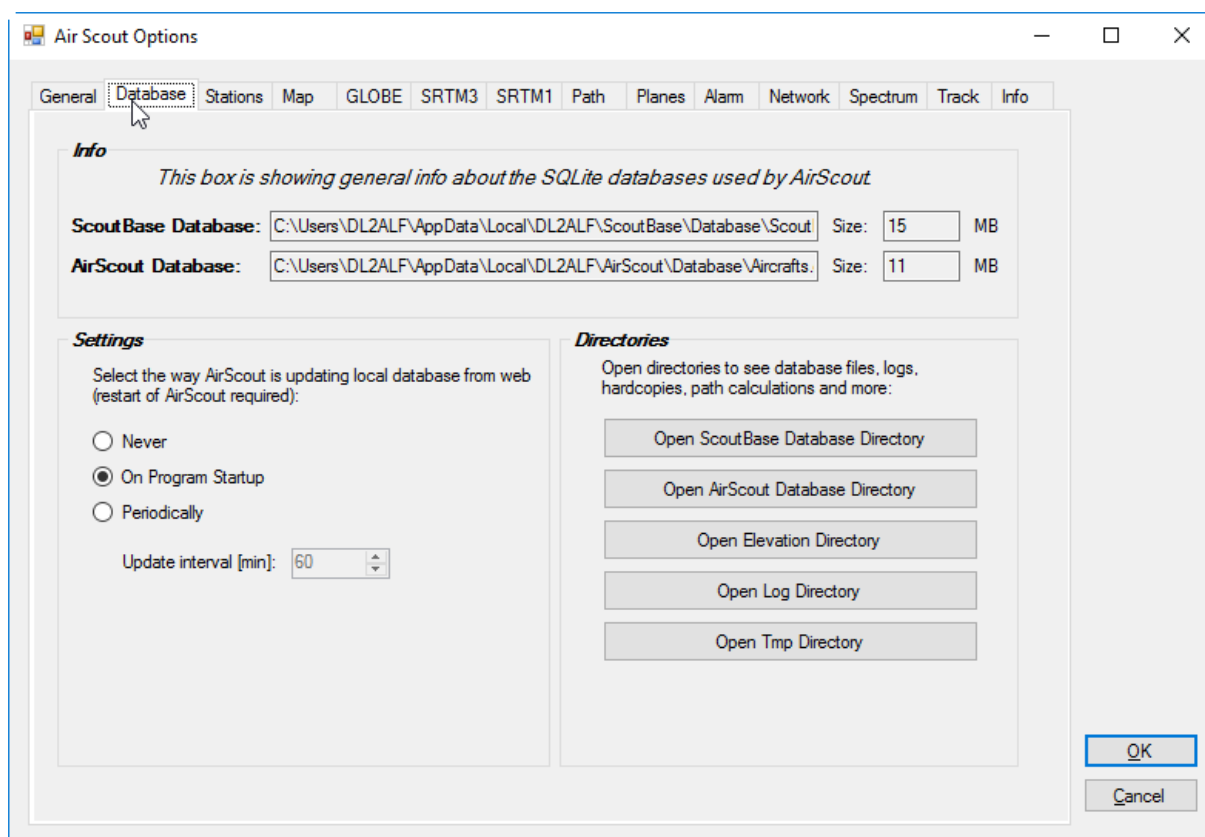 Air Scout Options
General Database Stations Map GLOBE SRTM3 SRTM1 Path Planes Alarm Network Spectrum Track Info
Info
This box is showing general info about the SQLite databases used by AirScout.
ScoutBase Database: C:\Users\DL2ALF\AppData\Local\DL2ALF\ScoutBase\Database\Scout Size: 15 MB
AirScout Database: C:\Users\DL2ALF\AppData\Local\DL2ALF\AirScout\Database\Aircrafts. Size: 11 MB
Settings
Select the way AirScout is updating local database from web
(restart of AirScout required):
Never
On Program Startup
Periodically
Update interval [min]: 60
Directories
Open directories to see database files, logs,
hardcopies, path calculations and more:
Open ScoutBase Database Directory
Open AirScout Database Directory
Open Elevation Directory
Open Log Directory
Open Tmp Directory
OK
Cancel